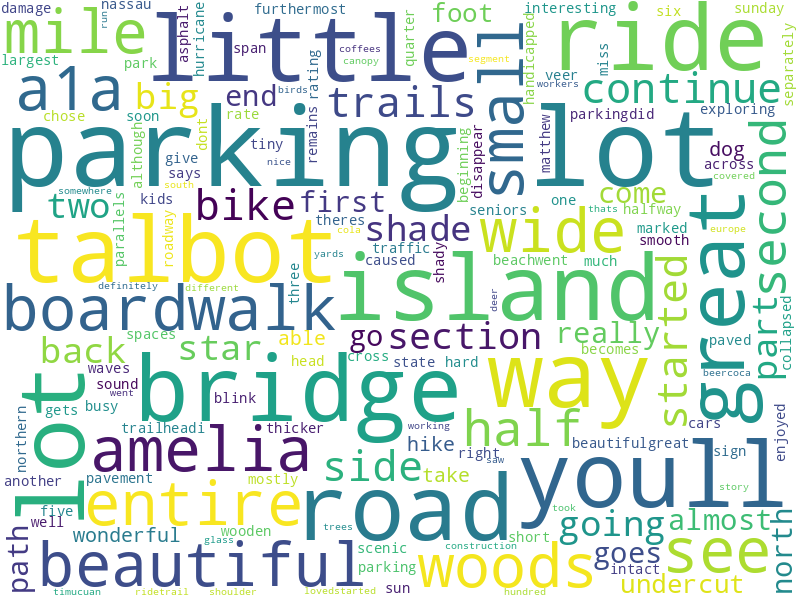 damage nassau run furthermost interesting six sunday
mile little ride
asphalt hurricane span coffees canopy quarter foot handicapped miss separately
largest park segment workers veer
a1a big end trails small continue
chose soon rate remains rating parkingdid exploring
parking lot
although dont tiny birds nice beginning disappear matthew dog across
give says kids somewhere south covered
two bike first shade seniors one thats halfway come second
parallels roadway theres cola traffic wide marked smooth europe
talbot caused yards shady beachwent much great part
definitely different three island deer
boardwalk go section really started paved collapsed
spaces able becomes beercoca
back star head cross state hard
waves sound went blink bridge way
gets busy
lot trailheadi thicker working half cars enjoyed
northern amelia hike right beautifulgreat sign
another pavement mostly side take saw story
five entire road youll
well wooden took going almost
path wonderful glass trees construction short
scenic goes see north
beautiful parking sun woods intact undercut
timucuan ridetrail shoulder lovedstarted hundred